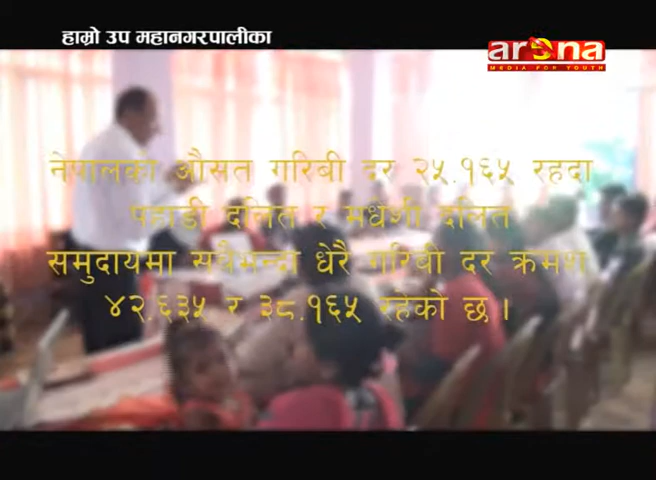 हाम्रो उप महानगरपालीका
arena
MEDIA FOR YOUTH
नेपालको औसत गरिबी दर २५.१६५ रहदा
पहाडी दलित र मधेशी दलित
समुदायमा सबैमन्दा धेरै गरिबी दर क्रमश
४२.६३५ र ३८.१६५ रहेको छ ।